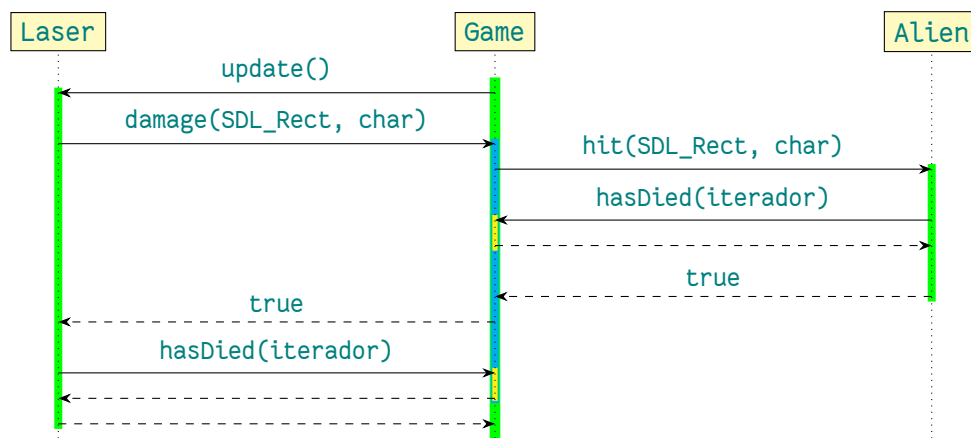 Laser
Game
Alien
update()
damage(SDL_Rect, char)
hit(SDL_Rect, char)
hasDied(iterador)
true
true
hasDied(iterador)